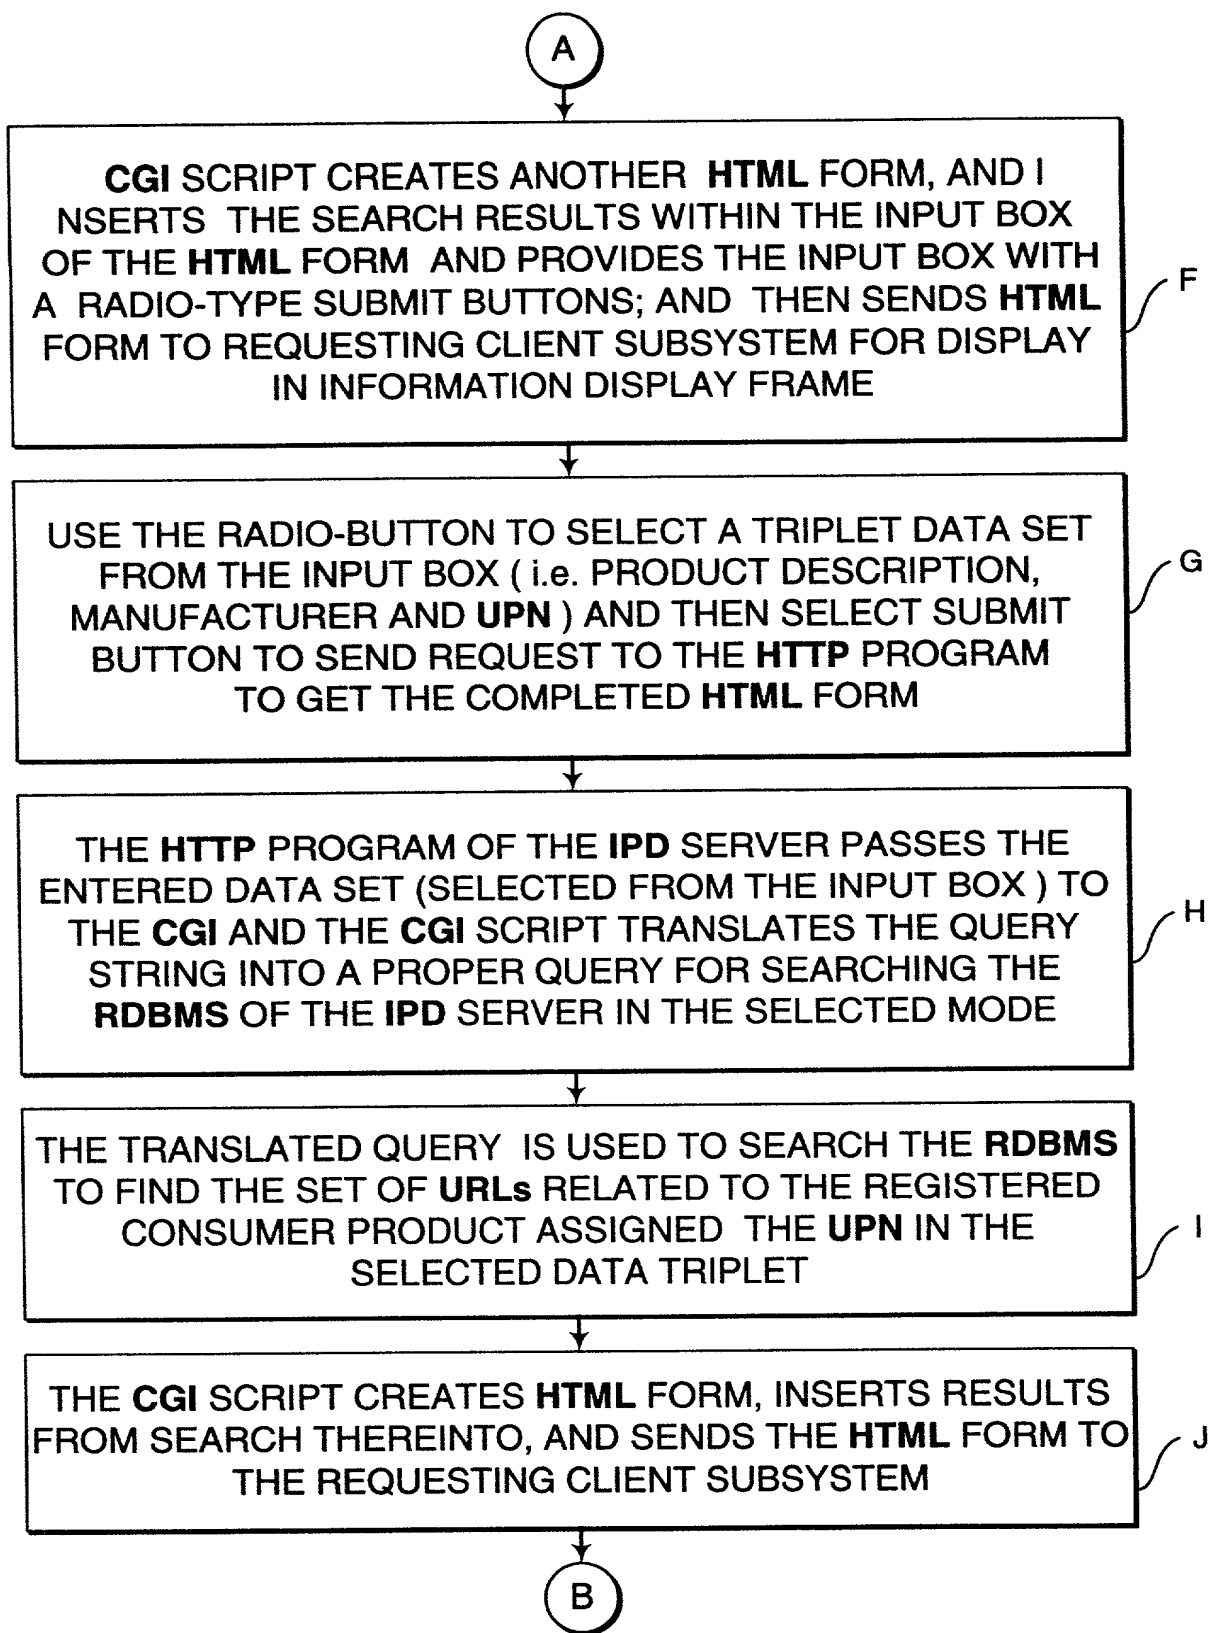 A
CGI SCRIPT CREATES ANOTHER HTML FORM, AND I
NSERTS THE SEARCH RESULTS WITHIN THE INPUT BOX
OF THE HTML FORM AND PROVIDES THE INPUT BOX WITH
A RADIO-TYPE SUBMIT BUTTONS; AND THEN SENDS HTML
FORM TO REQUESTING CLIENT SUBSYSTEM FOR DISPLAY
IN INFORMATION DISPLAY FRAME
F
USE THE RADIO-BUTTON TO SELECT A TRIPLET DATA SET
FROM THE INPUT BOX ( i.e. PRODUCT DESCRIPTION,
MANUFACTURER AND UPN ) AND THEN SELECT SUBMIT
BUTTON TO SEND REQUEST TO THE HTTP PROGRAM
TO GET THE COMPLETED HTML FORM
G
THE HTTP PROGRAM OF THE IPD SERVER PASSES THE
ENTERED DATA SET (SELECTED FROM THE INPUT BOX ) TO
THE CGI AND THE CGI SCRIPT TRANSLATES THE QUERY
STRING INTO A PROPER QUERY FOR SEARCHING THE
RDBMS OF THE IPD SERVER IN THE SELECTED MODE
H
THE TRANSLATED QUERY IS USED TO SEARCH THE RDBMS
TO FIND THE SET OF URLs RELATED TO THE REGISTERED
CONSUMER PRODUCT ASSIGNED THE UPN IN THE
SELECTED DATA TRIPLET
I
THE CGI SCRIPT CREATES HTML FORM, INSERTS RESULTS
FROM SEARCH THEREINTO, AND SENDS THE HTML FORM TO
THE REQUESTING CLIENT SUBSYSTEM
J
B